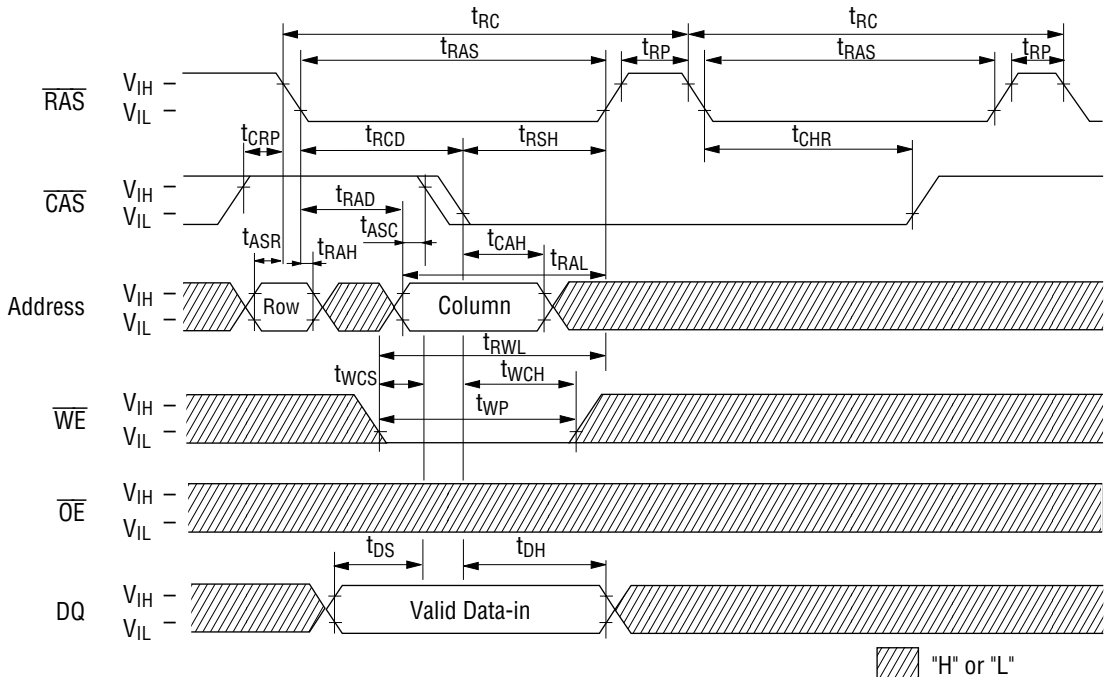 tRC tRC
tRAS tRP tRAS tRP
RAS VIH
VIL
tCRP tRCD tRSH tCHR
CAS VIH
VIL
tRAD
tASR tRAH tASC tCAH
tRAL
Address VIH
VIL
Row Column
tRWL
tWCS tWCH
WE VIH
VIL
tWP
OE VIH
VIL
tDS tDH
DQ VIH
VIL
Valid Data-in
"H" or "L"